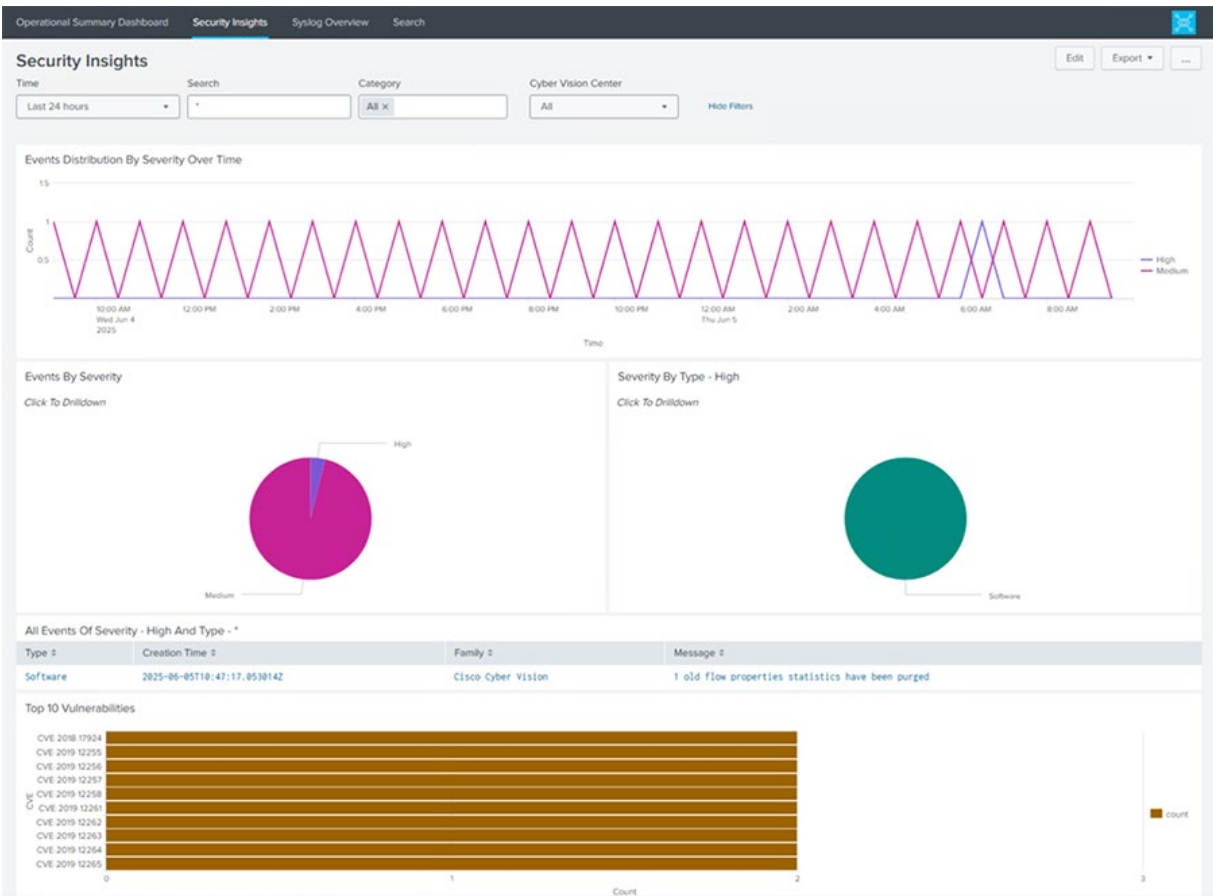 Operational Summary Dashboard Security Insights Syslog Overview Search
Security Insights
Edit Export ...
Time Search Category Cyber Vision Center
Last 24 hours * All × All Hide Filters
Events Distribution By Severity Over Time
1.5
1
0.5
Count
High
Medium
10:00 AM 12:00 PM 2:00 PM 4:00 PM 6:00 PM 8:00 PM 10:00 PM 12:00 AM 2:00 AM 4:00 AM 6:00 AM 8:00 AM
Wed Jun 4 Thu Jun 5
2025
Time
Events By Severity
Click To Drilldown
High
Medium
Severity By Type - High
Click To Drilldown
Software
All Events Of Severity - High And Type - *
Type Creation Time Family Message
Software 2025-06-05T10:47:17.053014Z Cisco Cyber Vision 1 old flow properties statistics have been purged
Top 10 Vulnerabilities
CVE 2018 17924
CVE 2019 12255
CVE 2019 12256
CVE 2019 12257
CVE 2019 12258
CVE 2019 12261
CVE 2019 12262
CVE 2019 12263
CVE 2019 12264
CVE 2019 12265
CVE
count
0 1 2 3
Count